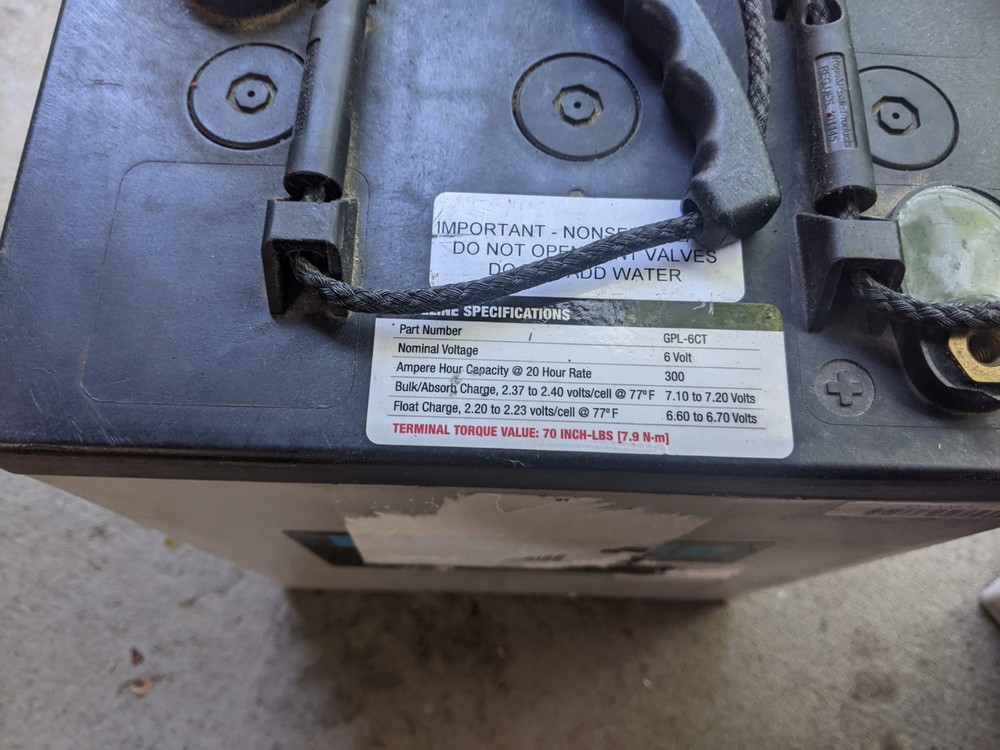 IMPORTANT -
DO NOT OPEN VALVES
DO ADD WATER
SPECIFICATIONS
Part Number GPL-6CT
Nominal Voltage 6 Volt
Ampere Hour Capacity @ 20 Hour Rate 300
Bulk/Absorb Charge, 2.37 to 2.40 volts/cell @ 77°F 7.10 to 7.20 Volts
Float Charge, 2.20 to 2.23 volts/cell @ 77°F 6.60 to 6.70 Volts
TERMINAL TORQUE VALUE: 70 INCH-LBS [7.9 N-m]